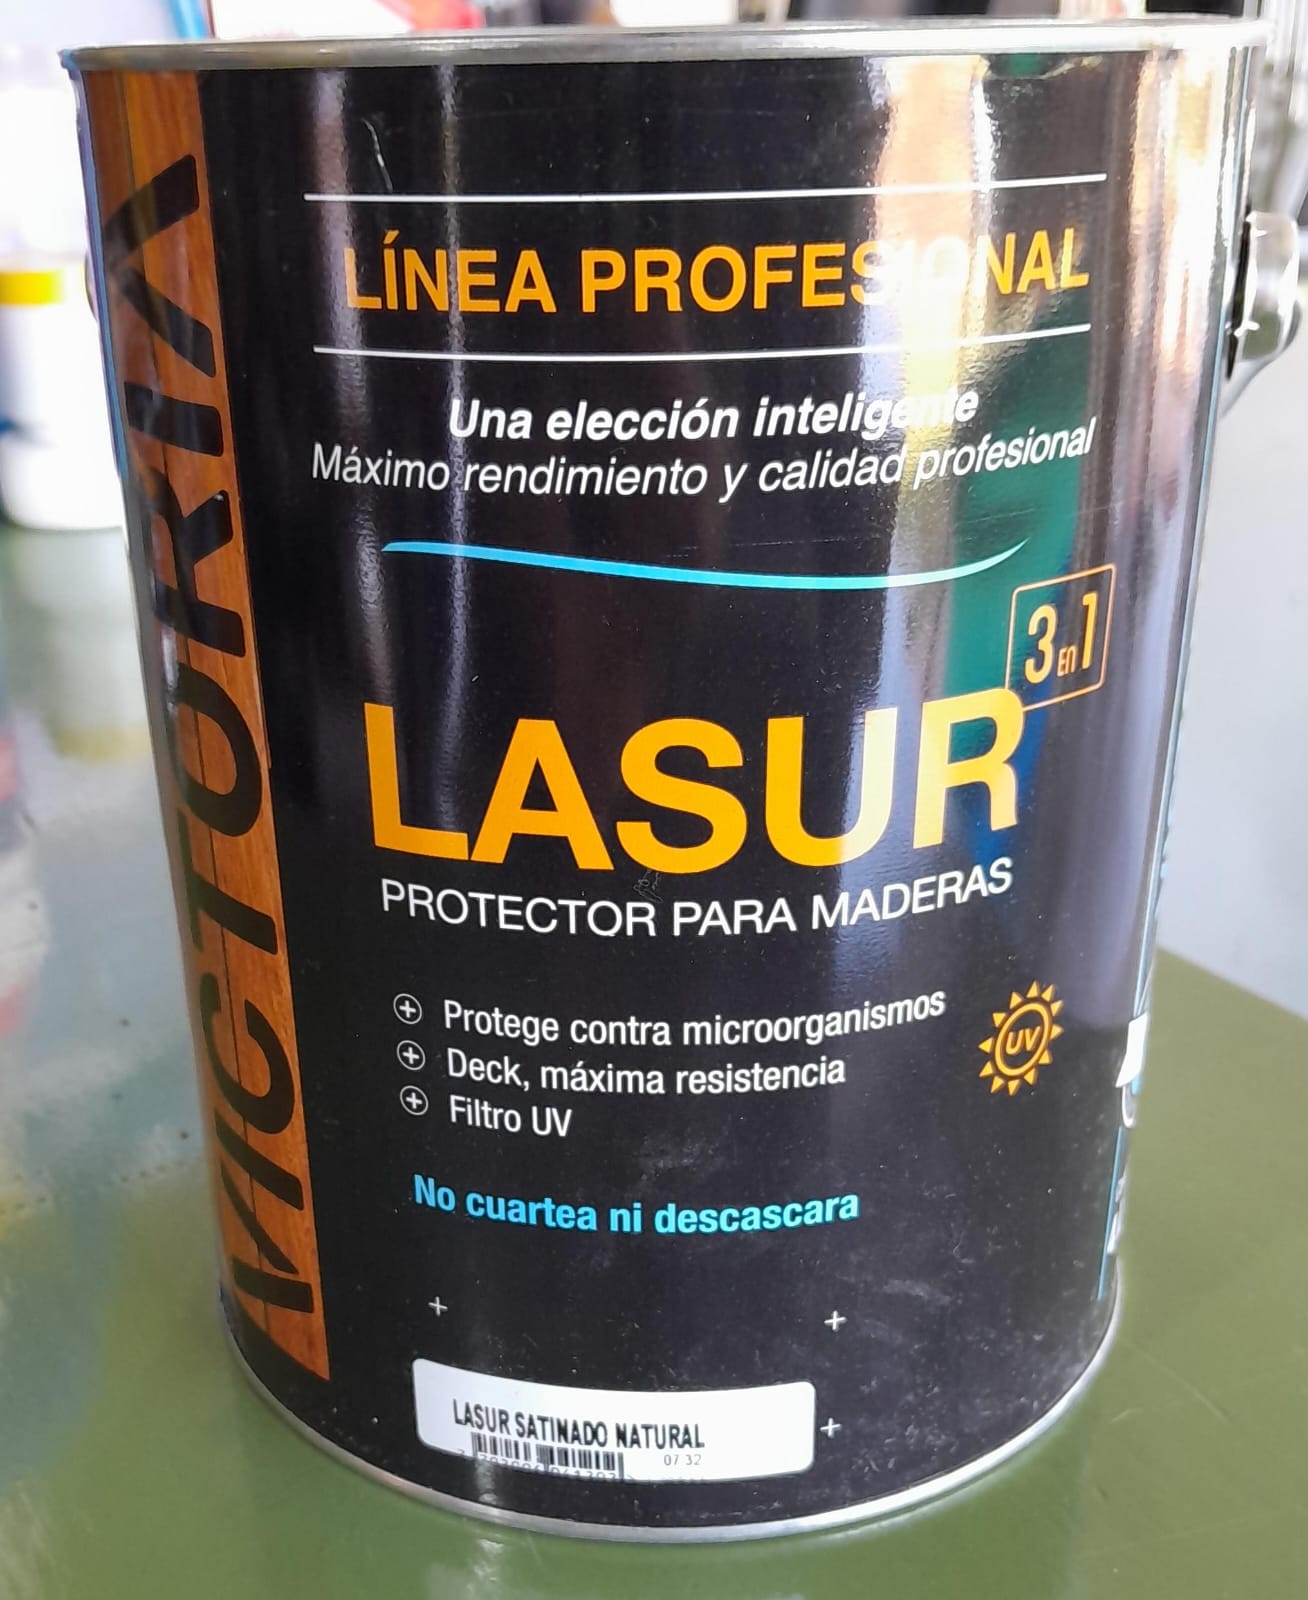 MICTORIA
LÍNEA PROFESIONAL
Una elección inteligente
Máximo rendimiento y calidad profesional
3 En 1
LASUR
PROTECTOR PARA MADERAS
Protege contra microorganismos
Deck, máxima resistencia
Filtro UV
UV
No cuartea ni descascara
LASUR SATINADO NATURAL
07 32